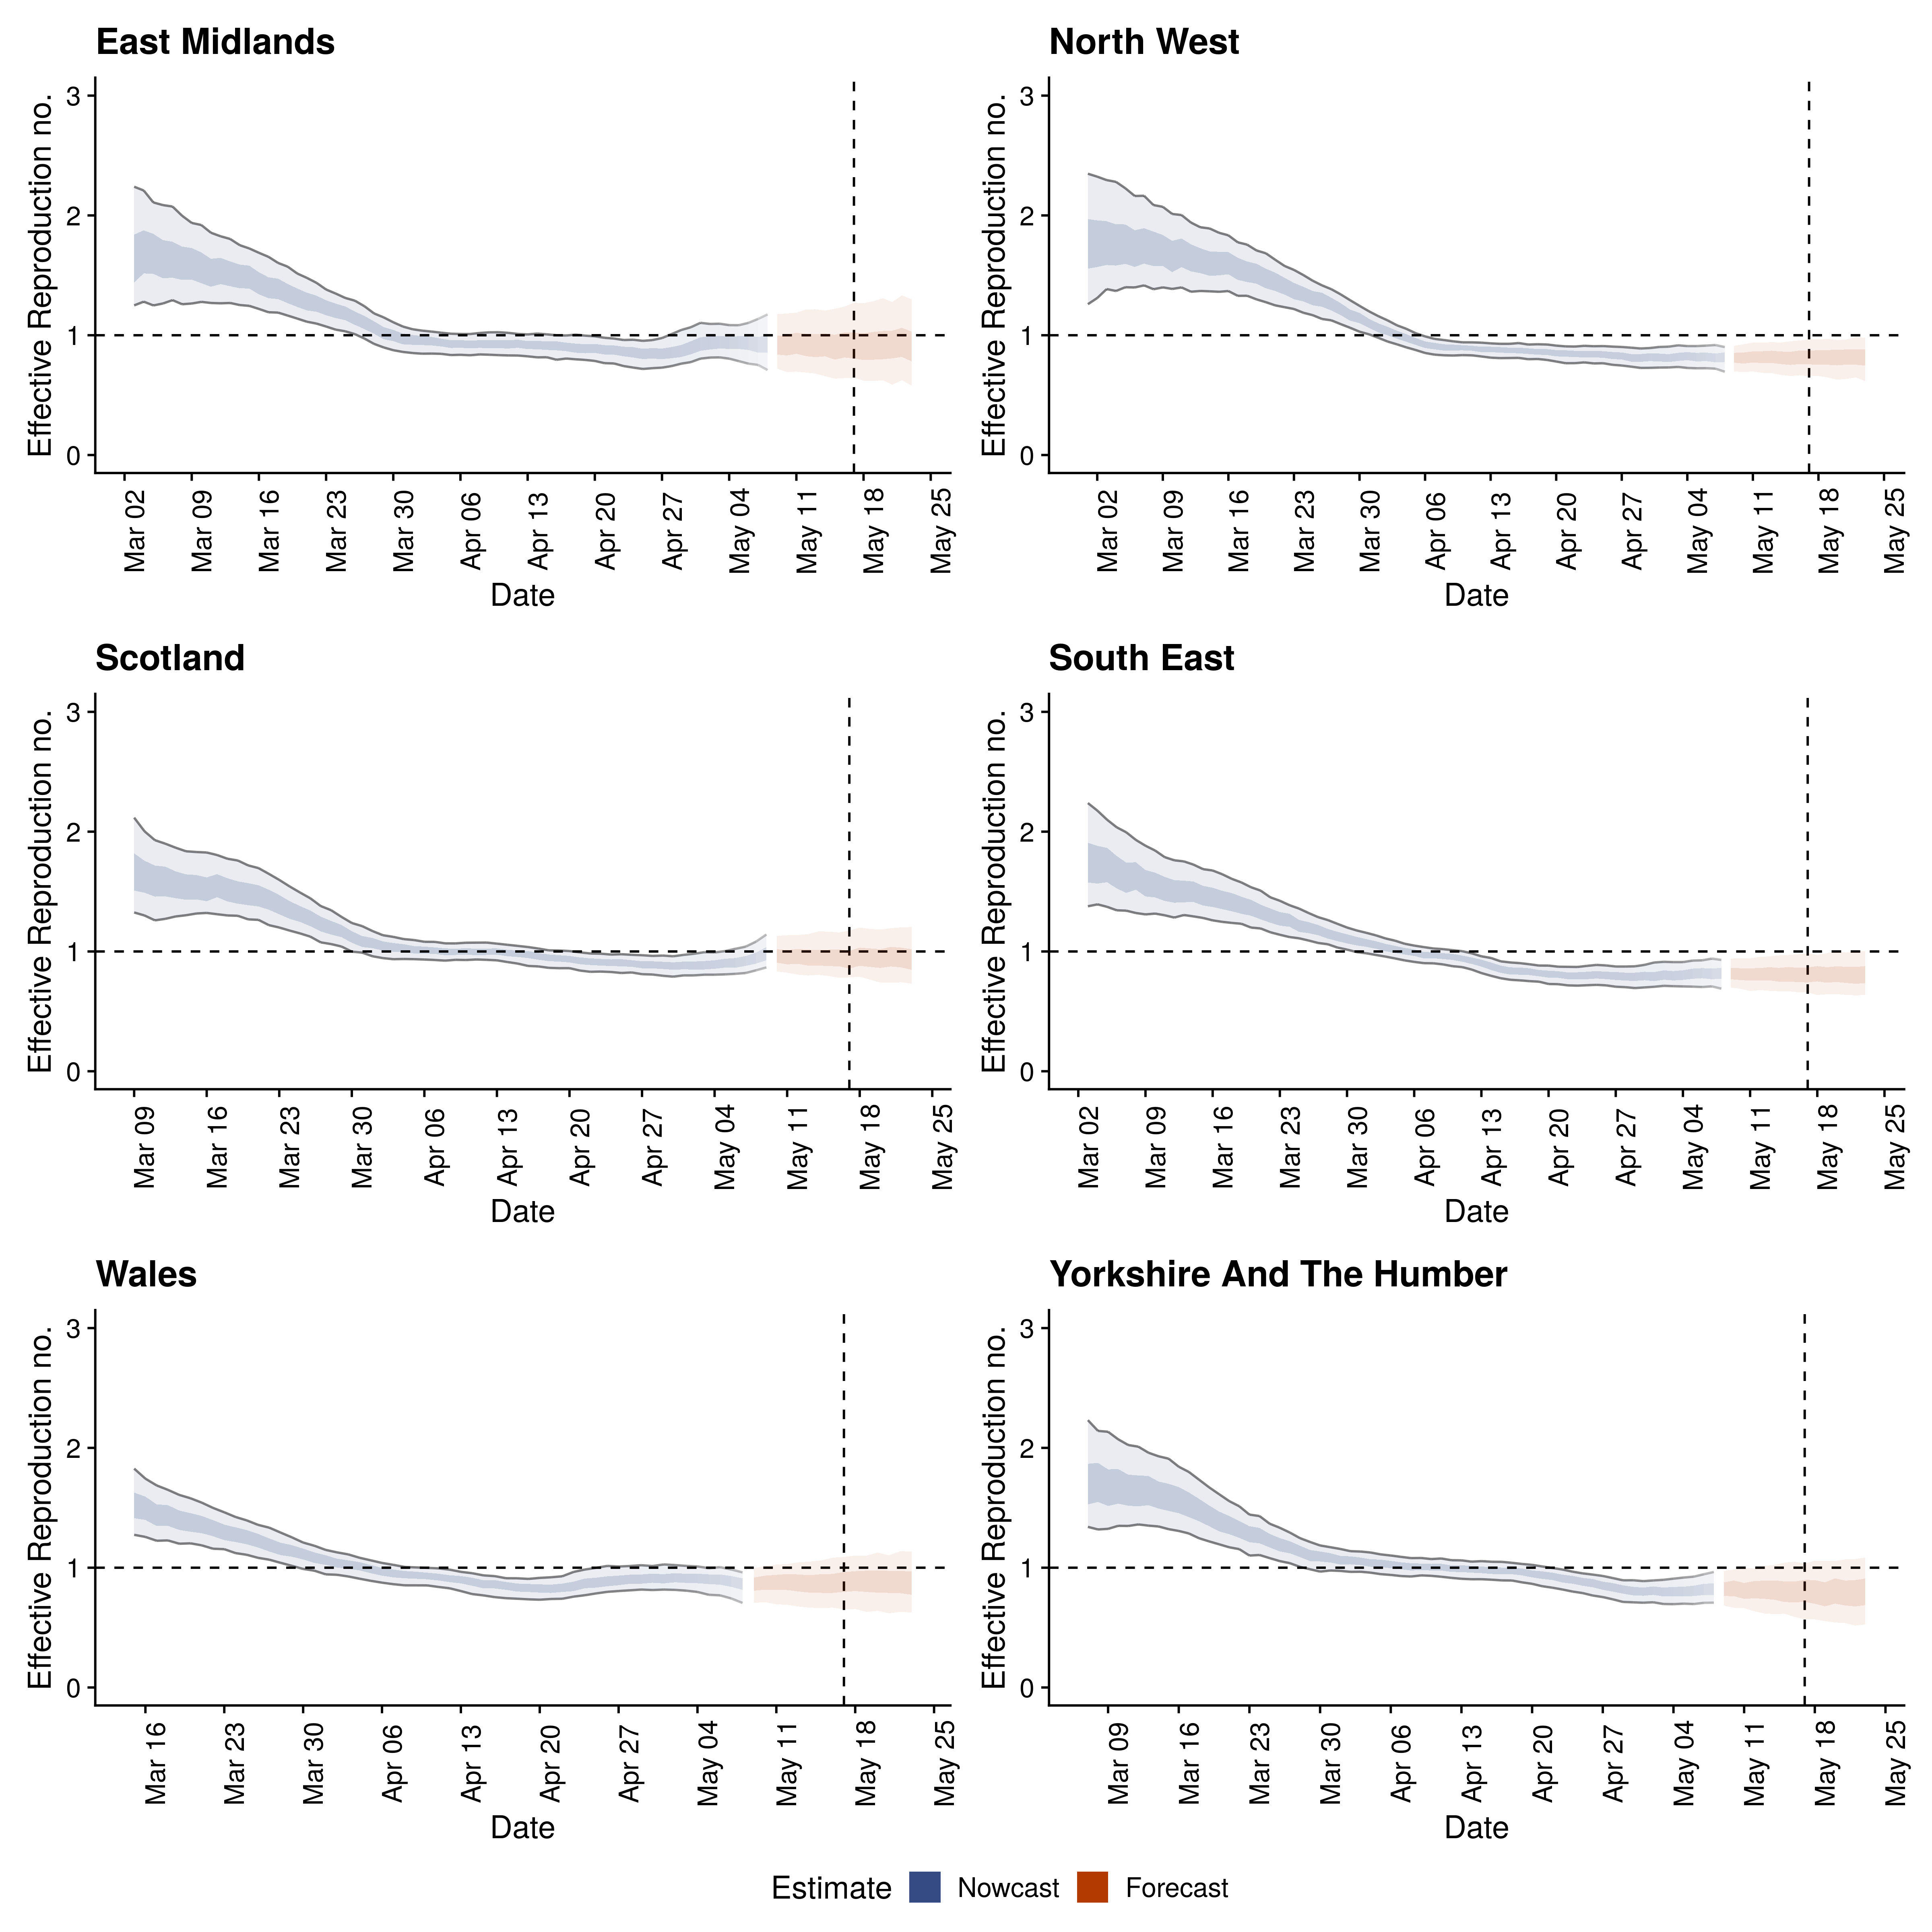 East Midlands
Effective Reproduction no.
3
2
1
0
Mar 02
Mar 09
Mar 16
Mar 23
Mar 30
Apr 06
Apr 13
Apr 20
Apr 27
May 04
May 11
May 18
May 25
Date
North West
Effective Reproduction no.
3
2
1
0
Mar 02
Mar 09
Mar 16
Mar 23
Mar 30
Apr 06
Apr 13
Apr 20
Apr 27
May 04
May 11
May 18
May 25
Date
Scotland
Effective Reproduction no.
3
2
1
0
Mar 09
Mar 16
Mar 23
Mar 30
Apr 06
Apr 13
Apr 20
Apr 27
May 04
May 11
May 18
May 25
Date
South East
Effective Reproduction no.
3
2
1
0
Mar 02
Mar 09
Mar 16
Mar 23
Mar 30
Apr 06
Apr 13
Apr 20
Apr 27
May 04
May 11
May 18
May 25
Date
Wales
Effective Reproduction no.
3
2
1
0
Mar 16
Mar 23
Mar 30
Apr 06
Apr 13
Apr 20
Apr 27
May 04
May 11
May 18
May 25
Date
Yorkshire And The Humber
Effective Reproduction no.
3
2
1
0
Mar 09
Mar 16
Mar 23
Mar 30
Apr 06
Apr 13
Apr 20
Apr 27
May 04
May 11
May 18
May 25
Date
Estimate Nowcast Forecast